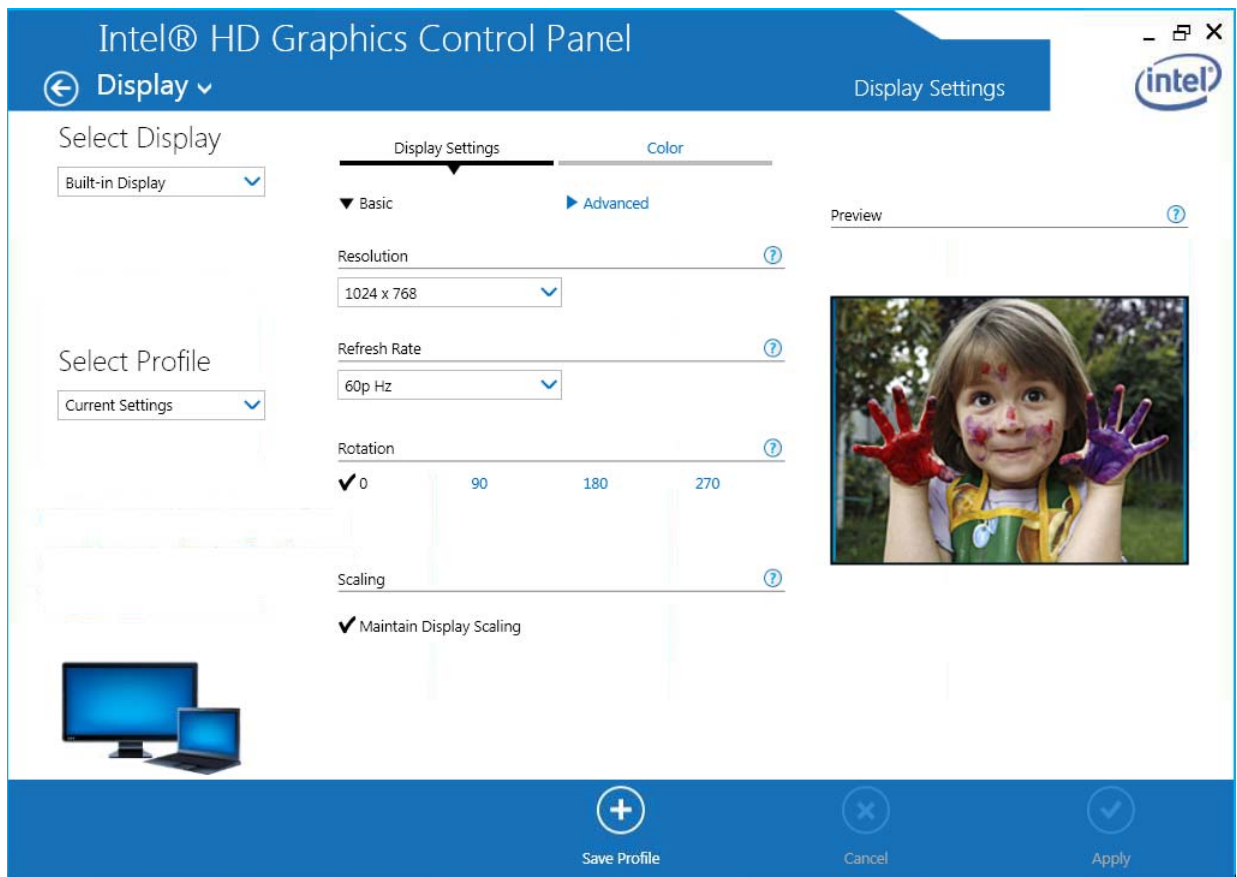 Intel® HD Graphics Control Panel
Display
Display Settings
intel
Select Display
Built-in Display
Select Profile
Current Settings
Display Settings
Color
Basic
Advanced
Resolution
1024 x 768
Refresh Rate
60p Hz
Rotation
0 90 180 270
Scaling
Maintain Display Scaling
Preview
Save Profile
Cancel
Apply